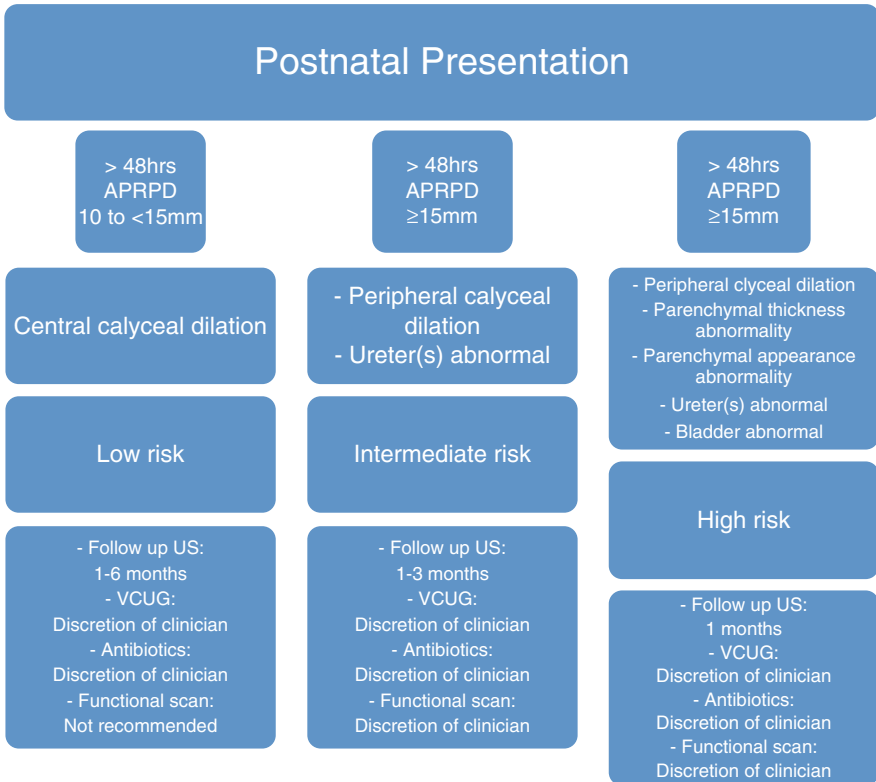 Postnatal Presentation
> 48hrs
APRPD
10 to <15mm
Central calyceal dilation
Low risk
- Follow up US:
1-6 months
- VCUG:
Discretion of clinician
- Antibiotics:
Discretion of clinician
- Functional scan:
Not recommended
> 48hrs
APRPD
≥15mm
- Peripheral calyceal
dilation
- Ureter(s) abnormal
Intermediate risk
- Follow up US:
1-3 months
- VCUG:
Discretion of clinician
- Antibiotics:
Discretion of clinician
- Functional scan:
Discretion of clinician
> 48hrs
APRPD
≥15mm
- Peripheral clyceal dilation
- Parenchymal thickness
abnormality
- Parenchymal appearance
abnormality
- Ureter(s) abnormal
- Bladder abnormal
High risk
- Follow up US:
1 months
- VCUG:
Discretion of clinician
- Antibiotics:
Discretion of clinician
- Functional scan:
Discretion of clinician